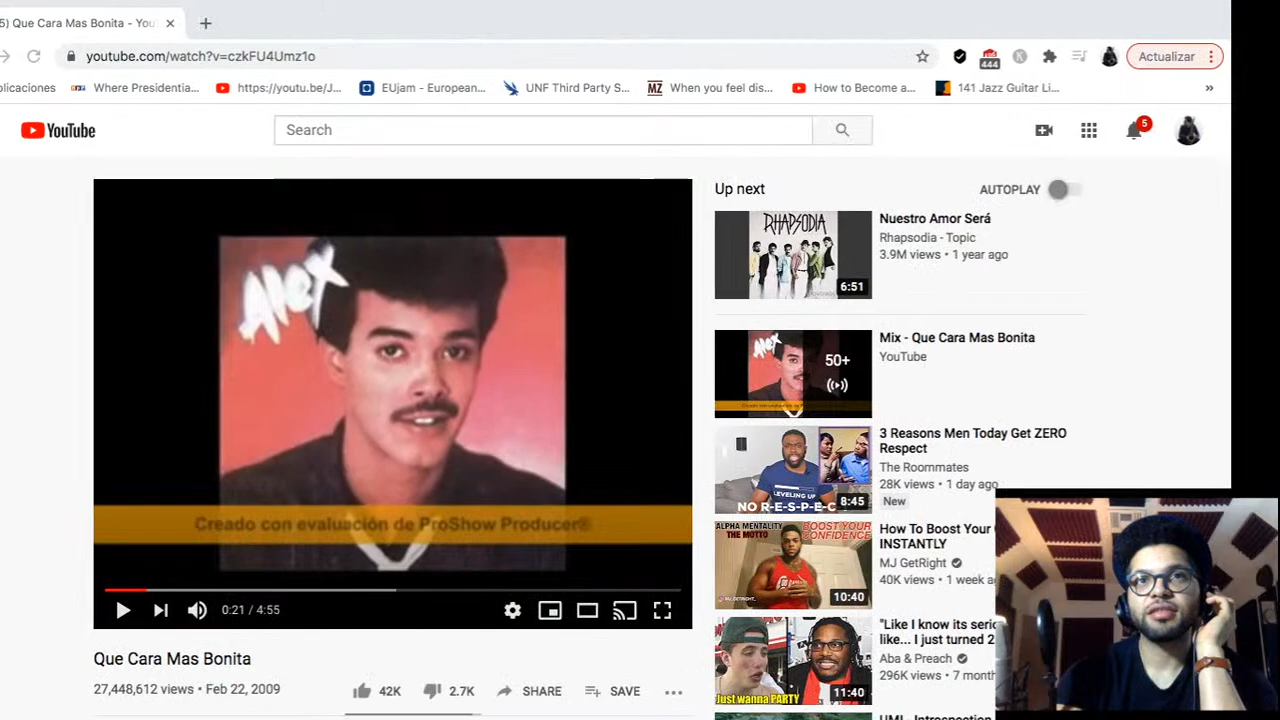 5) Que Cara Mas Bonita - You
youtube.com/watch?v=czkFU4Umz1o
444
Actualizar
plicaciones
Where Presidentia...
https://youtu.be/J...
EUjam - European...
UNF Third Party S...
MZ
When you feel dis...
How to Become a...
141 Jazz Guitar Li...
»
YouTube
Search
5
Alex
Creado con evaluación de ProShow Producer®
0:21 / 4:55
Que Cara Mas Bonita
27,448,612 views • Feb 22, 2009
42K
2.7K
SHARE
SAVE
Up next
AUTOPLAY
RHAPSODIA
6:51
Nuestro Amor Será
Rhapsodia - Topic
3.9M views • 1 year ago
Alex
50+
Mix - Que Cara Mas Bonita
YouTube
LEVELING UP
NO R-E-S-P-E-C
8:45
3 Reasons Men Today Get ZERO
Respect
The Roommates
28K views • 1 day ago
New
ALPHA MENTALITY
THE MOTTO
BOOST YOUR
CONFIDENCE
10:40
How To Boost Your
INSTANTLY
MJ GetRight
40K views • 1 week
Just wanna PARTY
11:40
"Like I know its
like... I just turned 2
Aba & Preach
296K views • 7 month
UMI - Introspection